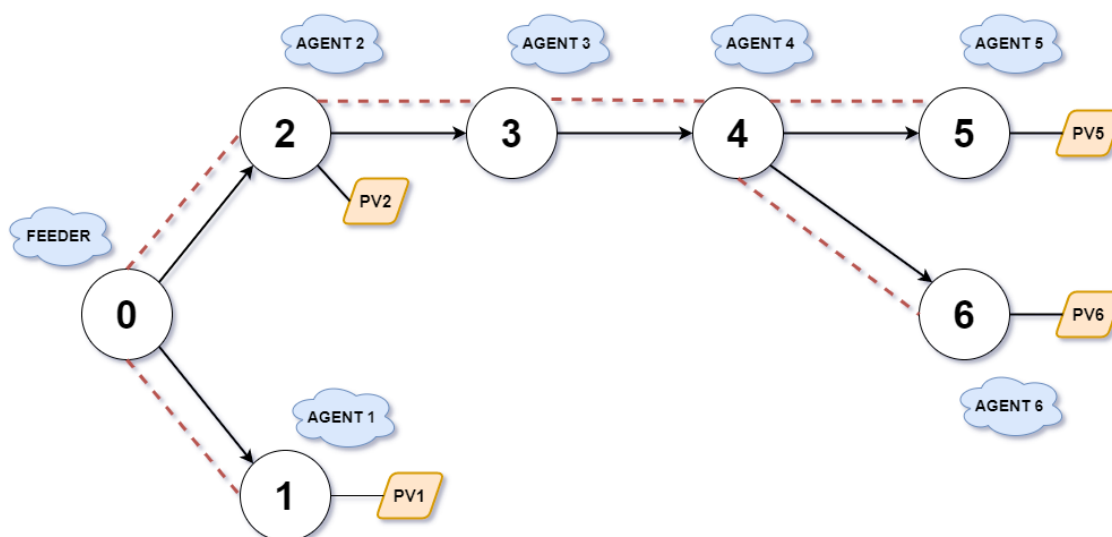 AGENT 2
AGENT 3
AGENT 4
AGENT 5
2
3
4
5
PV5
PV2
FEEDER
0
6
PV6
AGENT 1
AGENT 6
1
PV1